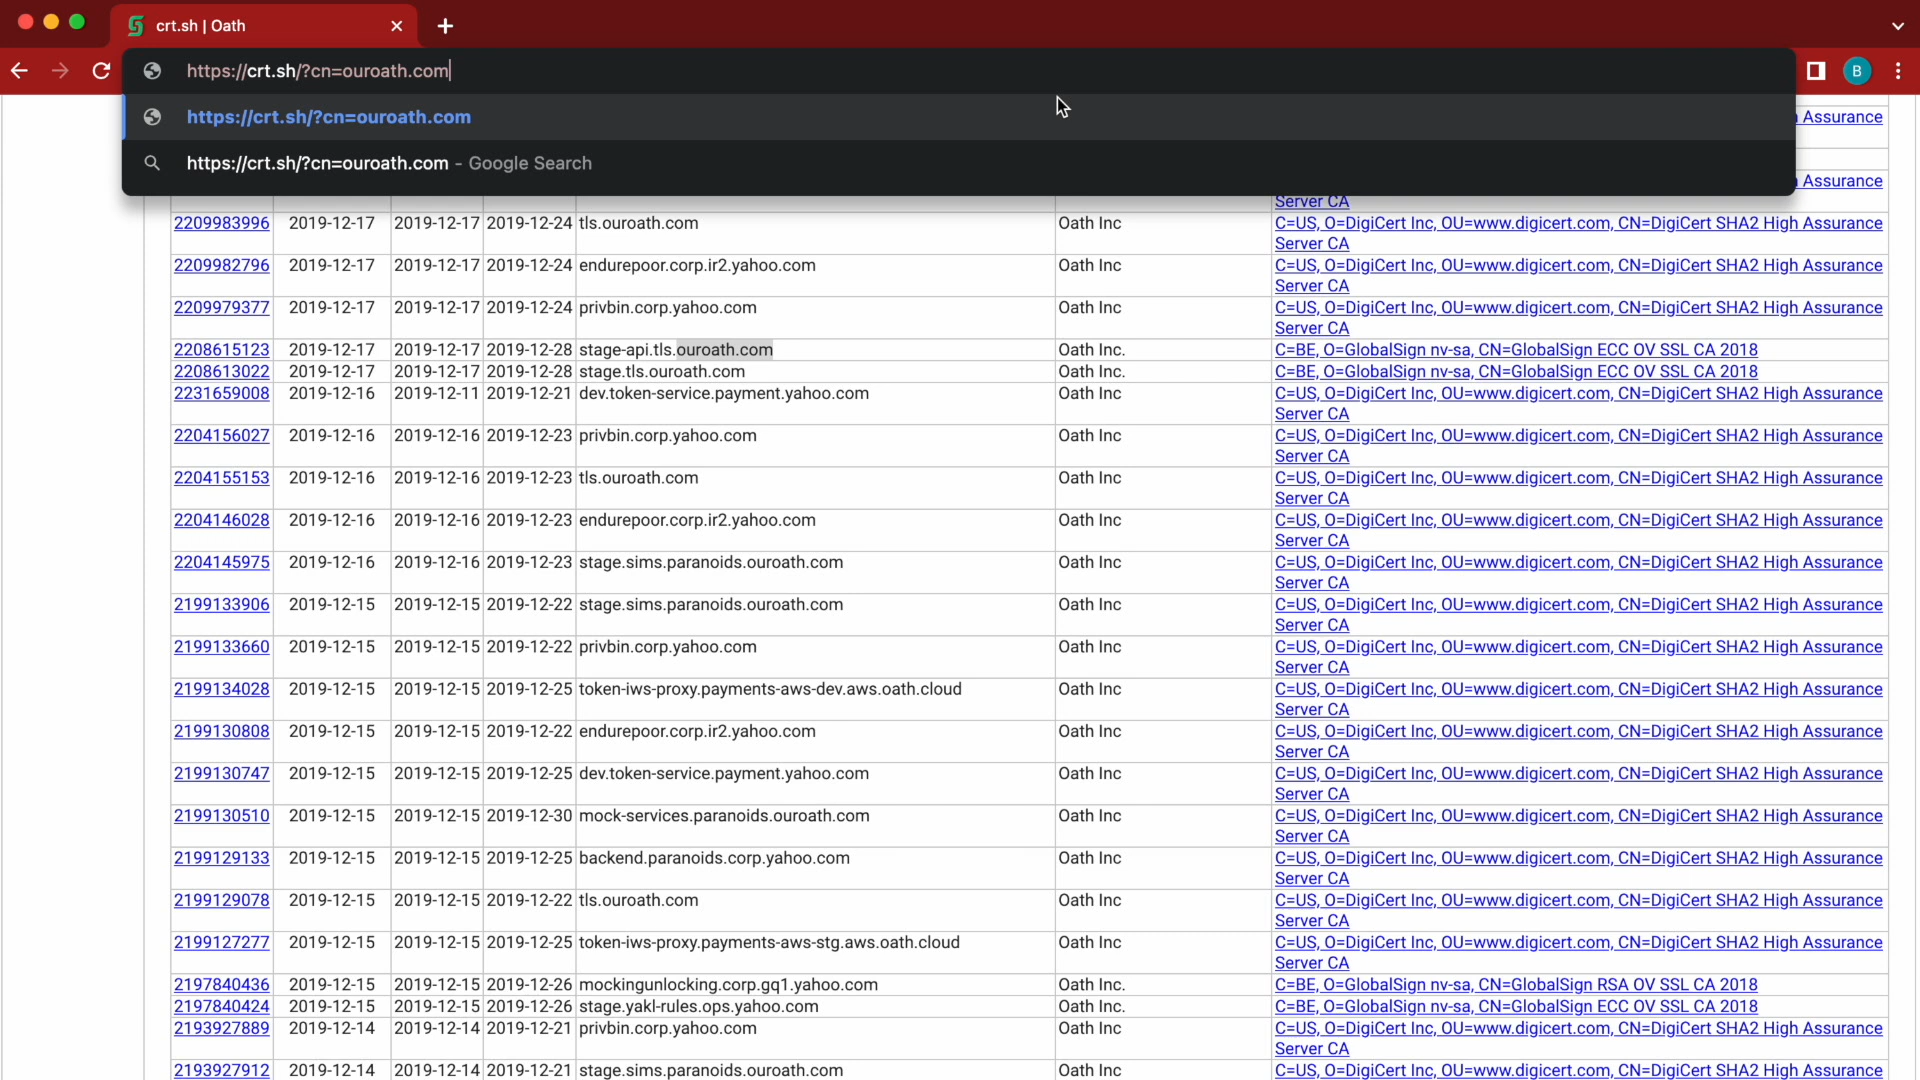 crt.sh | Oath
https://crt.sh/?cn=ouroath.com
B
https://crt.sh/?cn=ouroath.com
https://crt.sh/?cn=ouroath.com - Google Search
Assurance
Assurance
Server CA
2209983996 2019-12-17 2019-12-17 2019-12-24 tls.ouroath.com Oath Inc C=US, O=DigiCert Inc, OU=www.digicert.com, CN=DigiCert SHA2 High Assurance
Server CA
2209982796 2019-12-17 2019-12-17 2019-12-24 endurepoor.corp.ir2.yahoo.com Oath Inc C=US, O=DigiCert Inc, OU=www.digicert.com, CN=DigiCert SHA2 High Assurance
Server CA
2209979377 2019-12-17 2019-12-17 2019-12-24 privbin.corp.yahoo.com Oath Inc C=US, O=DigiCert Inc, OU=www.digicert.com, CN=DigiCert SHA2 High Assurance
Server CA
2208615123 2019-12-17 2019-12-17 2019-12-28 stage-api.tls.ouroath.com Oath Inc. C=BE, O=GlobalSign nv-sa, CN=GlobalSign ECC OV SSL CA 2018
2208613022 2019-12-17 2019-12-17 2019-12-28 stage.tls.ouroath.com Oath Inc. C=BE, O=GlobalSign nv-sa, CN=GlobalSign ECC OV SSL CA 2018
2231659008 2019-12-16 2019-12-11 2019-12-21 dev.token-service.payment.yahoo.com Oath Inc C=US, O=DigiCert Inc, OU=www.digicert.com, CN=DigiCert SHA2 High Assurance
Server CA
2204156027 2019-12-16 2019-12-16 2019-12-23 privbin.corp.yahoo.com Oath Inc C=US, O=DigiCert Inc, OU=www.digicert.com, CN=DigiCert SHA2 High Assurance
Server CA
2204155153 2019-12-16 2019-12-16 2019-12-23 tls.ouroath.com Oath Inc C=US, O=DigiCert Inc, OU=www.digicert.com, CN=DigiCert SHA2 High Assurance
Server CA
2204146028 2019-12-16 2019-12-16 2019-12-23 endurepoor.corp.ir2.yahoo.com Oath Inc C=US, O=DigiCert Inc, OU=www.digicert.com, CN=DigiCert SHA2 High Assurance
Server CA
2204145975 2019-12-16 2019-12-16 2019-12-23 stage.sims.paranoids.ouroath.com Oath Inc C=US, O=DigiCert Inc, OU=www.digicert.com, CN=DigiCert SHA2 High Assurance
Server CA
2199133906 2019-12-15 2019-12-15 2019-12-22 stage.sims.paranoids.ouroath.com Oath Inc C=US, O=DigiCert Inc, OU=www.digicert.com, CN=DigiCert SHA2 High Assurance
Server CA
2199133660 2019-12-15 2019-12-15 2019-12-22 privbin.corp.yahoo.com Oath Inc C=US, O=DigiCert Inc, OU=www.digicert.com, CN=DigiCert SHA2 High Assurance
Server CA
2199134028 2019-12-15 2019-12-15 2019-12-25 token-iws-proxy.payments-aws-dev.aws.oath.cloud Oath Inc C=US, O=DigiCert Inc, OU=www.digicert.com, CN=DigiCert SHA2 High Assurance
Server CA
2199130808 2019-12-15 2019-12-15 2019-12-22 endurepoor.corp.ir2.yahoo.com Oath Inc C=US, O=DigiCert Inc, OU=www.digicert.com, CN=DigiCert SHA2 High Assurance
Server CA
2199130747 2019-12-15 2019-12-15 2019-12-25 dev.token-service.payment.yahoo.com Oath Inc C=US, O=DigiCert Inc, OU=www.digicert.com, CN=DigiCert SHA2 High Assurance
Server CA
2199130510 2019-12-15 2019-12-15 2019-12-30 mock-services.paranoids.ouroath.com Oath Inc C=US, O=DigiCert Inc, OU=www.digicert.com, CN=DigiCert SHA2 High Assurance
Server CA
2199129133 2019-12-15 2019-12-15 2019-12-25 backend.paranoids.corp.yahoo.com Oath Inc C=US, O=DigiCert Inc, OU=www.digicert.com, CN=DigiCert SHA2 High Assurance
Server CA
2199129078 2019-12-15 2019-12-15 2019-12-22 tls.ouroath.com Oath Inc C=US, O=DigiCert Inc, OU=www.digicert.com, CN=DigiCert SHA2 High Assurance
Server CA
2199127277 2019-12-15 2019-12-15 2019-12-25 token-iws-proxy.payments-aws-stg.aws.oath.cloud Oath Inc C=US, O=DigiCert Inc, OU=www.digicert.com, CN=DigiCert SHA2 High Assurance
Server CA
2197840436 2019-12-15 2019-12-15 2019-12-26 mockingunlocking.corp.gq1.yahoo.com Oath Inc. C=BE, O=GlobalSign nv-sa, CN=GlobalSign RSA OV SSL CA 2018
2197840424 2019-12-15 2019-12-15 2019-12-26 stage.yakl-rules.ops.yahoo.com Oath Inc. C=BE, O=GlobalSign nv-sa, CN=GlobalSign ECC OV SSL CA 2018
2193927889 2019-12-14 2019-12-14 2019-12-21 privbin.corp.yahoo.com Oath Inc C=US, O=DigiCert Inc, OU=www.digicert.com, CN=DigiCert SHA2 High Assurance
Server CA
2193927912 2019-12-14 2019-12-14 2019-12-21 stage.sims.paranoids.ouroath.com Oath Inc C=US, O=DigiCert Inc, OU=www.digicert.com, CN=DigiCert SHA2 High Assurance